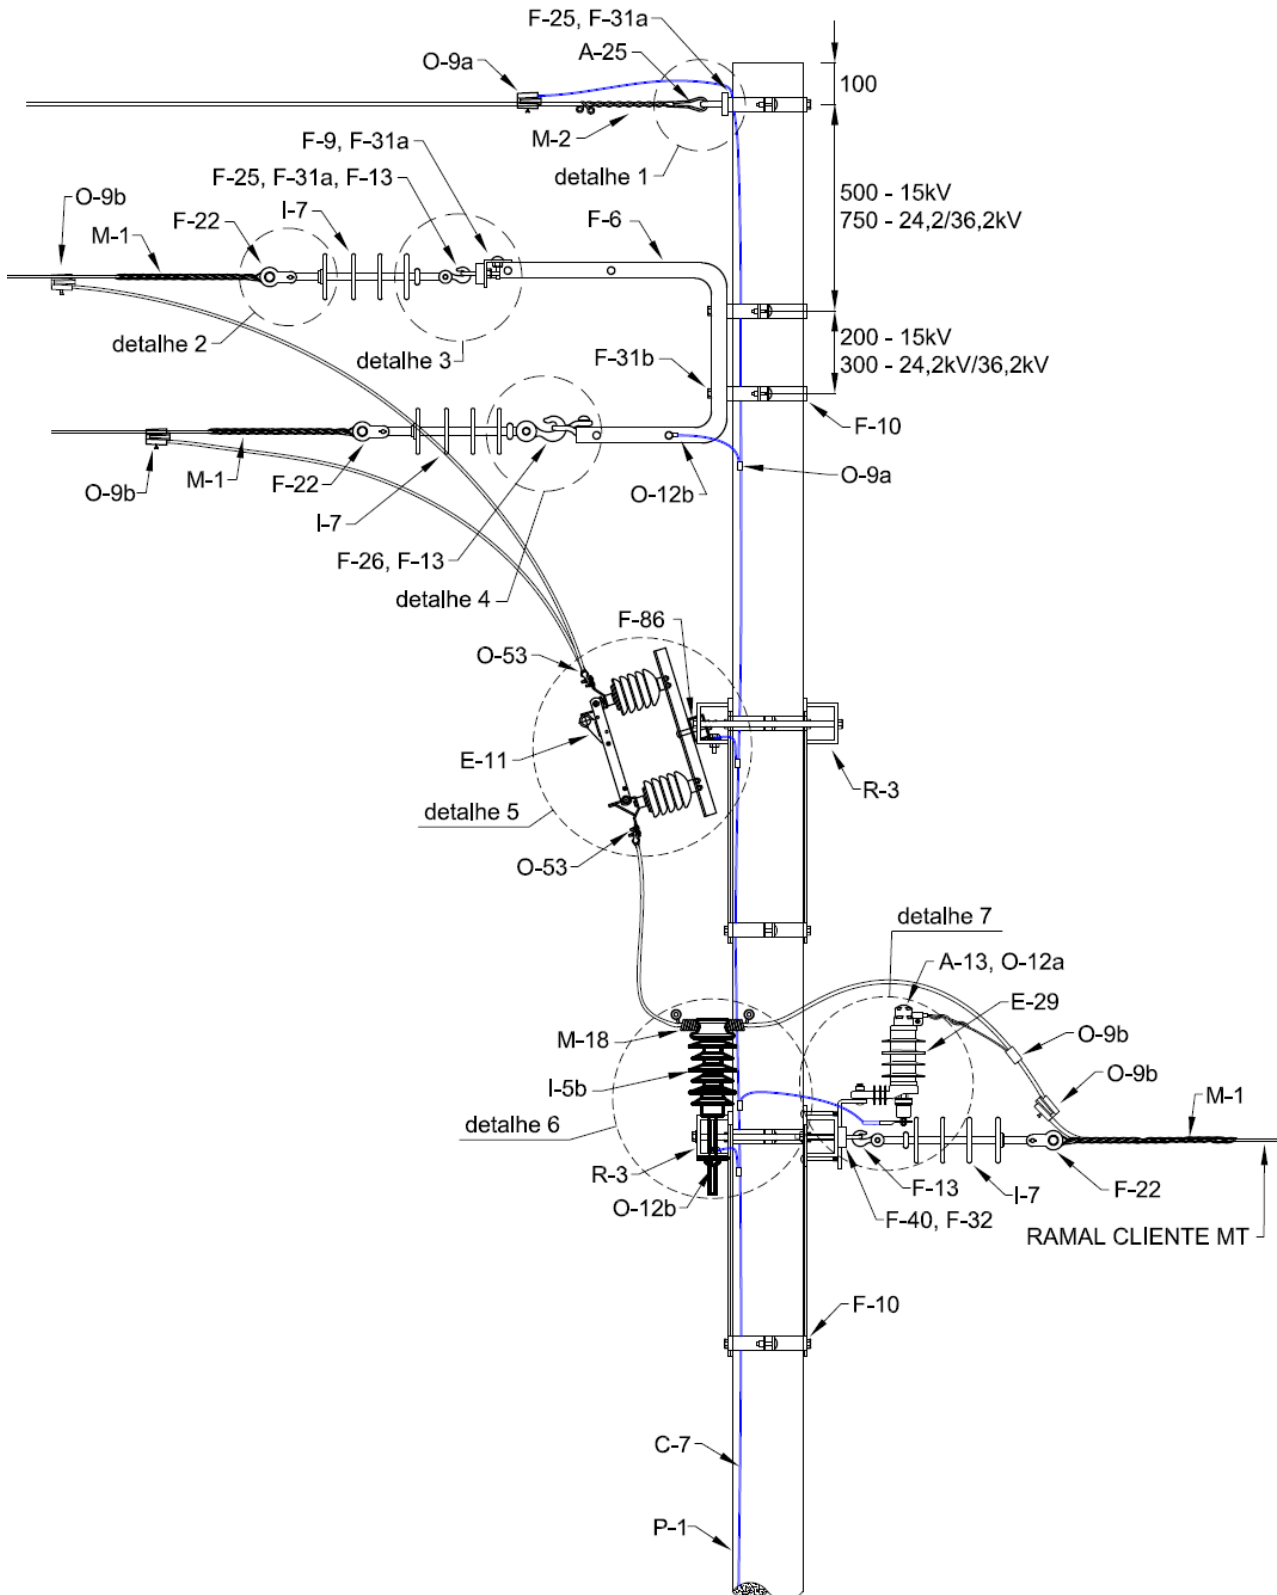 F-25, F-31a
A-25
O-9a
100
M-2
F-9, F-31a
detalhe 1
F-25, F-31a, F-13
500 - 15kV
750 - 24,2/36,2kV
O-9b
I-7
F-6
F-22
M-1
detalhe 2
detalhe 3
200 - 15kV
300 - 24,2kV/36,2kV
F-31b
F-10
M-1
F-22
O-9b
O-12b
O-9a
I-7
F-26, F-13
detalhe 4
F-86
O-53
E-11
R-3
detalhe 5
O-53
detalhe 7
A-13, O-12a
E-29
M-18
O-9b
O-9b
I-5b
M-1
detalhe 6
R-3
F-13
I-7
F-22
O-12b
F-40, F-32
RAMAL CLIENTE MT
F-10
C-7
P-1